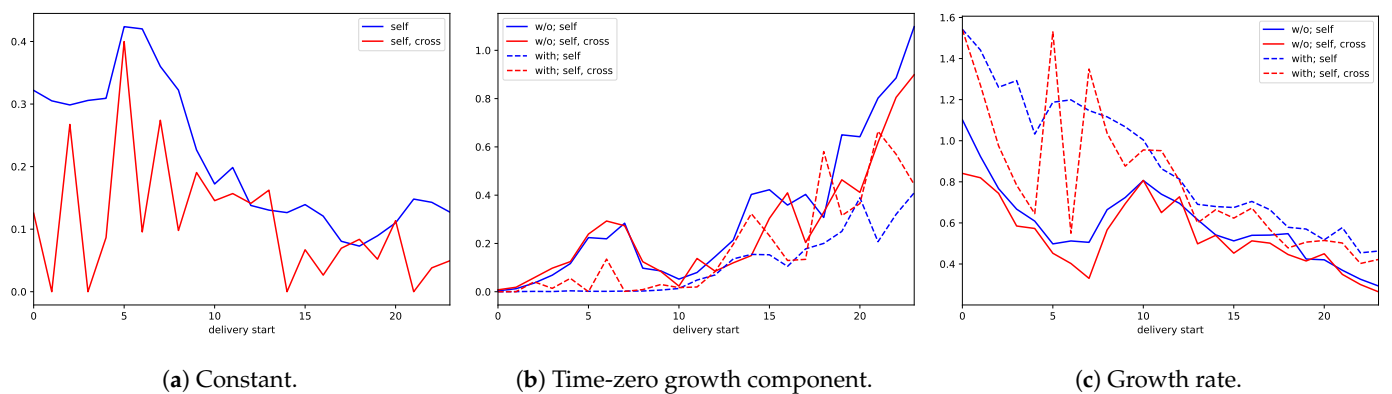 self
self, cross
0.4
0.3
0.2
0.1
0.0
0
5
10
15
20
delivery start
(a) Constant.
w/o; self
w/o; self, cross
with; self
with; self, cross
1.0
0.8
0.6
0.4
0.2
0.0
0
5
10
15
20
delivery start
(b) Time-zero growth component.
w/o; self
w/o; self, cross
with; self
with; self, cross
1.6
1.4
1.2
1.0
0.8
0.6
0.4
0
5
10
15
20
delivery start
(c) Growth rate.